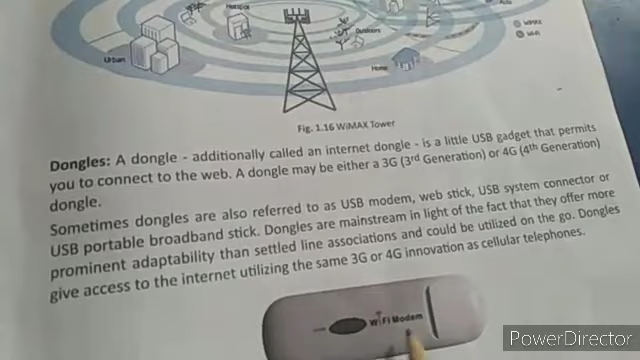 Hotspot
Urban
Outdoors
Home
WiMAX
Wi-Fi
Fig. 1.16 WiMAX Tower
Dongles: A dongle - additionally called an internet dongle - is a little USB gadget that permits
you to connect to the web. A dongle may be either a 3G (3rd Generation) or 4G (4th Generation)
dongle.
Sometimes dongles are also referred to as USB modem, web stick, USB system connector or
USB portable broadband stick. Dongles are mainstream in light of the fact that they offer more
prominent adaptability than settled line associations and could be utilized on the go. Dongles
give access to the internet utilizing the same 3G or 4G innovation as cellular telephones.
WiFi Modem
PowerDirector